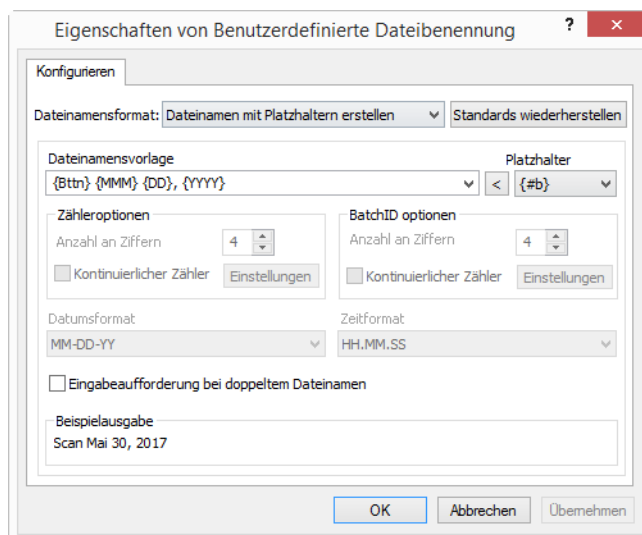 Eigenschaften von Benutzerdefinierte Dateibenennung ?
Konfigurieren
Dateinamensformat: Dateinamen mit Platzhaltern erstellen Standards wiederherstellen
Dateinamensvorlage Platzhalter
{Bttn} {MMM} {DD}, {YYYY} < {#b}
Zähleroptionen BatchID optionen
Anzahl an Ziffern 4 Anzahl an Ziffern 4
Kontinuierlicher Zähler Einstellungen Kontinuierlicher Zähler Einstellungen
Datumsformat Zeitformat
MM-DD-YY HH.MM.SS
Eingabeaufforderung bei doppeltem Dateinamen
Beispielausgabe
Scan Mai 30, 2017
OK Abbrechen Übernehmen